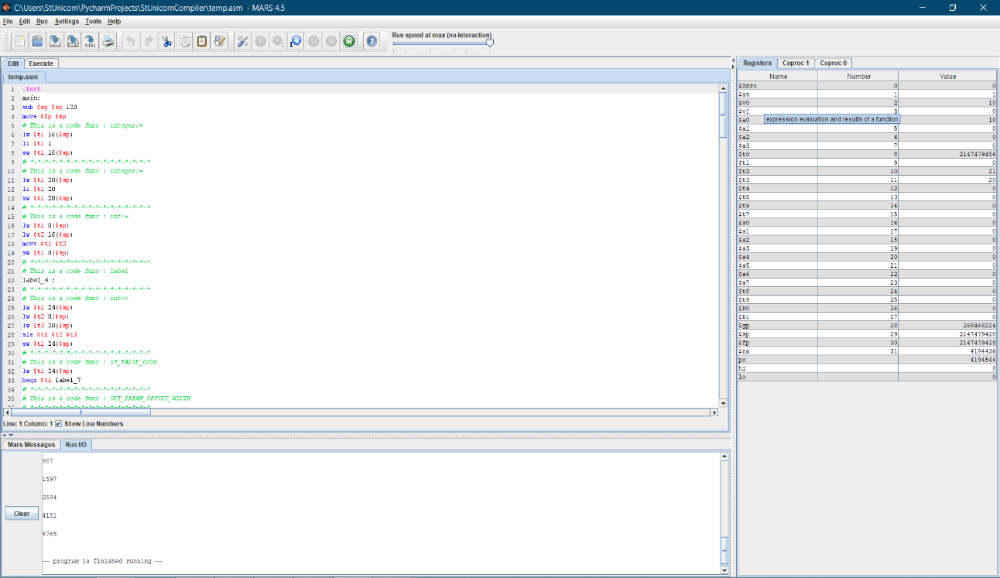 C:\Users\StUnicorn\PycharmProjects\StUnicornCompiler\temp.asm - MARS 4.5
File Edit Run Settings Tools Help
Run speed at max (no interaction)
Edit Execute
temp.asm
1 .text
2 main:
3 sub $sp $sp 120
4 move $fp $sp
5 # This is a code func : integer:=
6 lw $t1 16($sp)
7 li $t1 1
8 sw $t1 16($sp)
9 # *-*-*-*-*-*-*-*-*-*-*-*-*-*-*-*-*
10 # This is a code func : integer:=
11 lw $t1 20($sp)
12 li $t1 20
13 sw $t1 20($sp)
14 # *-*-*-*-*-*-*-*-*-*-*-*-*-*-*-*-*
15 # This is a code func : int:=
16 lw $t1 0($sp)
17 lw $t2 16($sp)
18 move $t1 $t2
19 sw $t1 0($sp)
20 # *-*-*-*-*-*-*-*-*-*-*-*-*-*-*-*-*
21 # This is a code func : label
22 label_6 :
23 # *-*-*-*-*-*-*-*-*-*-*-*-*-*-*-*-*
24 # This is a code func : int<=
25 lw $t1 24($sp)
26 lw $t2 0($sp)
27 lw $t3 20($sp)
28 sle $t1 $t2 $t3
29 sw $t1 24($sp)
30 # *-*-*-*-*-*-*-*-*-*-*-*-*-*-*-*-*
31 # This is a code func : IF_FALSE_GOTO
32 lw $t1 24($sp)
33 beqz $t1 label_7
34 # *-*-*-*-*-*-*-*-*-*-*-*-*-*-*-*-*
35 # This is a code func : SET_PARAM_OFFSET_WIDTH
Line: 1 Column: 1 Show Line Numbers
Mars Messages Run I/O
Clear
987
1597
2584
4181
6765
-- program is finished running --
Registers Coproc 1 Coproc 0
Name Number Value
$zero 0 0
$at 1 1
$v0 2 10
$v1 3 0
$a0 10
expression evaluation and results of a function
$a1 5 0
$a2 6 0
$a3 7 0
$t0 8 2147479456
$t1 9 0
$t2 10 21
$t3 11 20
$t4 12 0
$t5 13 0
$t6 14 0
$t7 15 0
$s0 16 0
$s1 17 0
$s2 18 0
$s3 19 0
$s4 20 0
$s5 21 0
$s6 22 0
$s7 23 0
$t8 24 0
$t9 25 0
$k0 26 0
$k1 27 0
$gp 28 268468224
$sp 29 2147479428
$fp 30 2147479428
$ra 31 4194436
pc 4194544
hi 0
lo 0